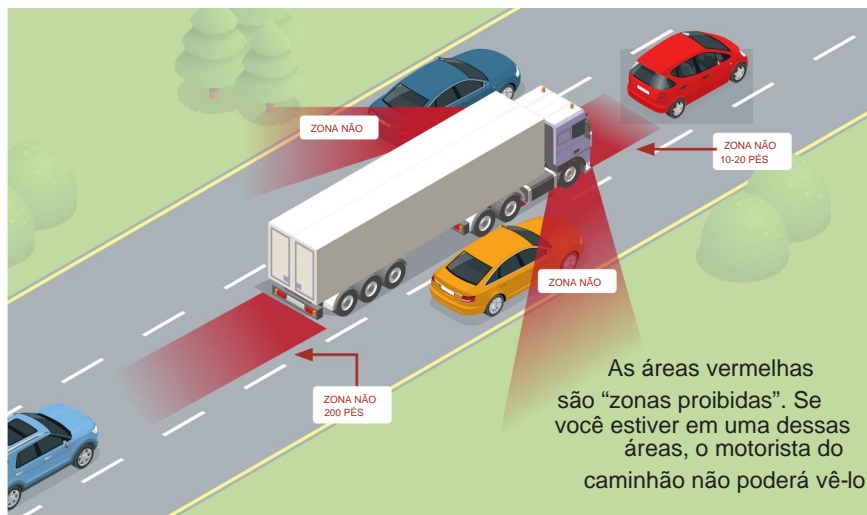 ZONA NÃO
ZONA NÃO
10-20 PÉS
ZONA NÃO
ZONA NÃO
200 PÉS
As áreas vermelhas
são “zonas proibidas”. Se
você estiver em uma dessas
áreas, o motorista do
caminhão não poderá vê-lo